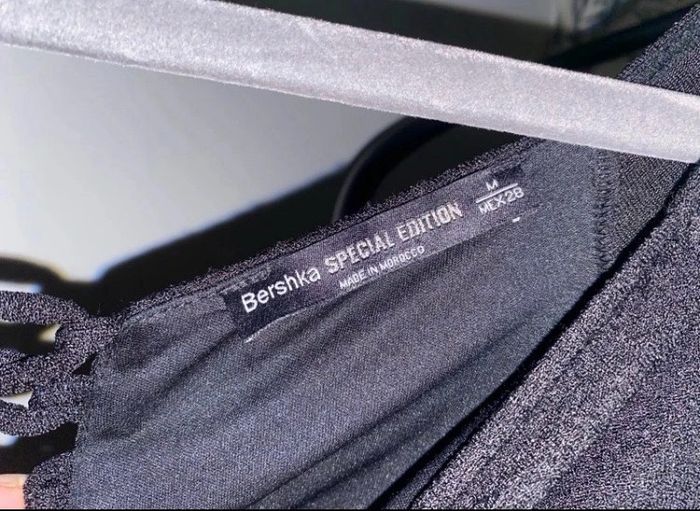 Bershka SPECIAL EDITION
MADE IN MOROCCO
M
MEX 28